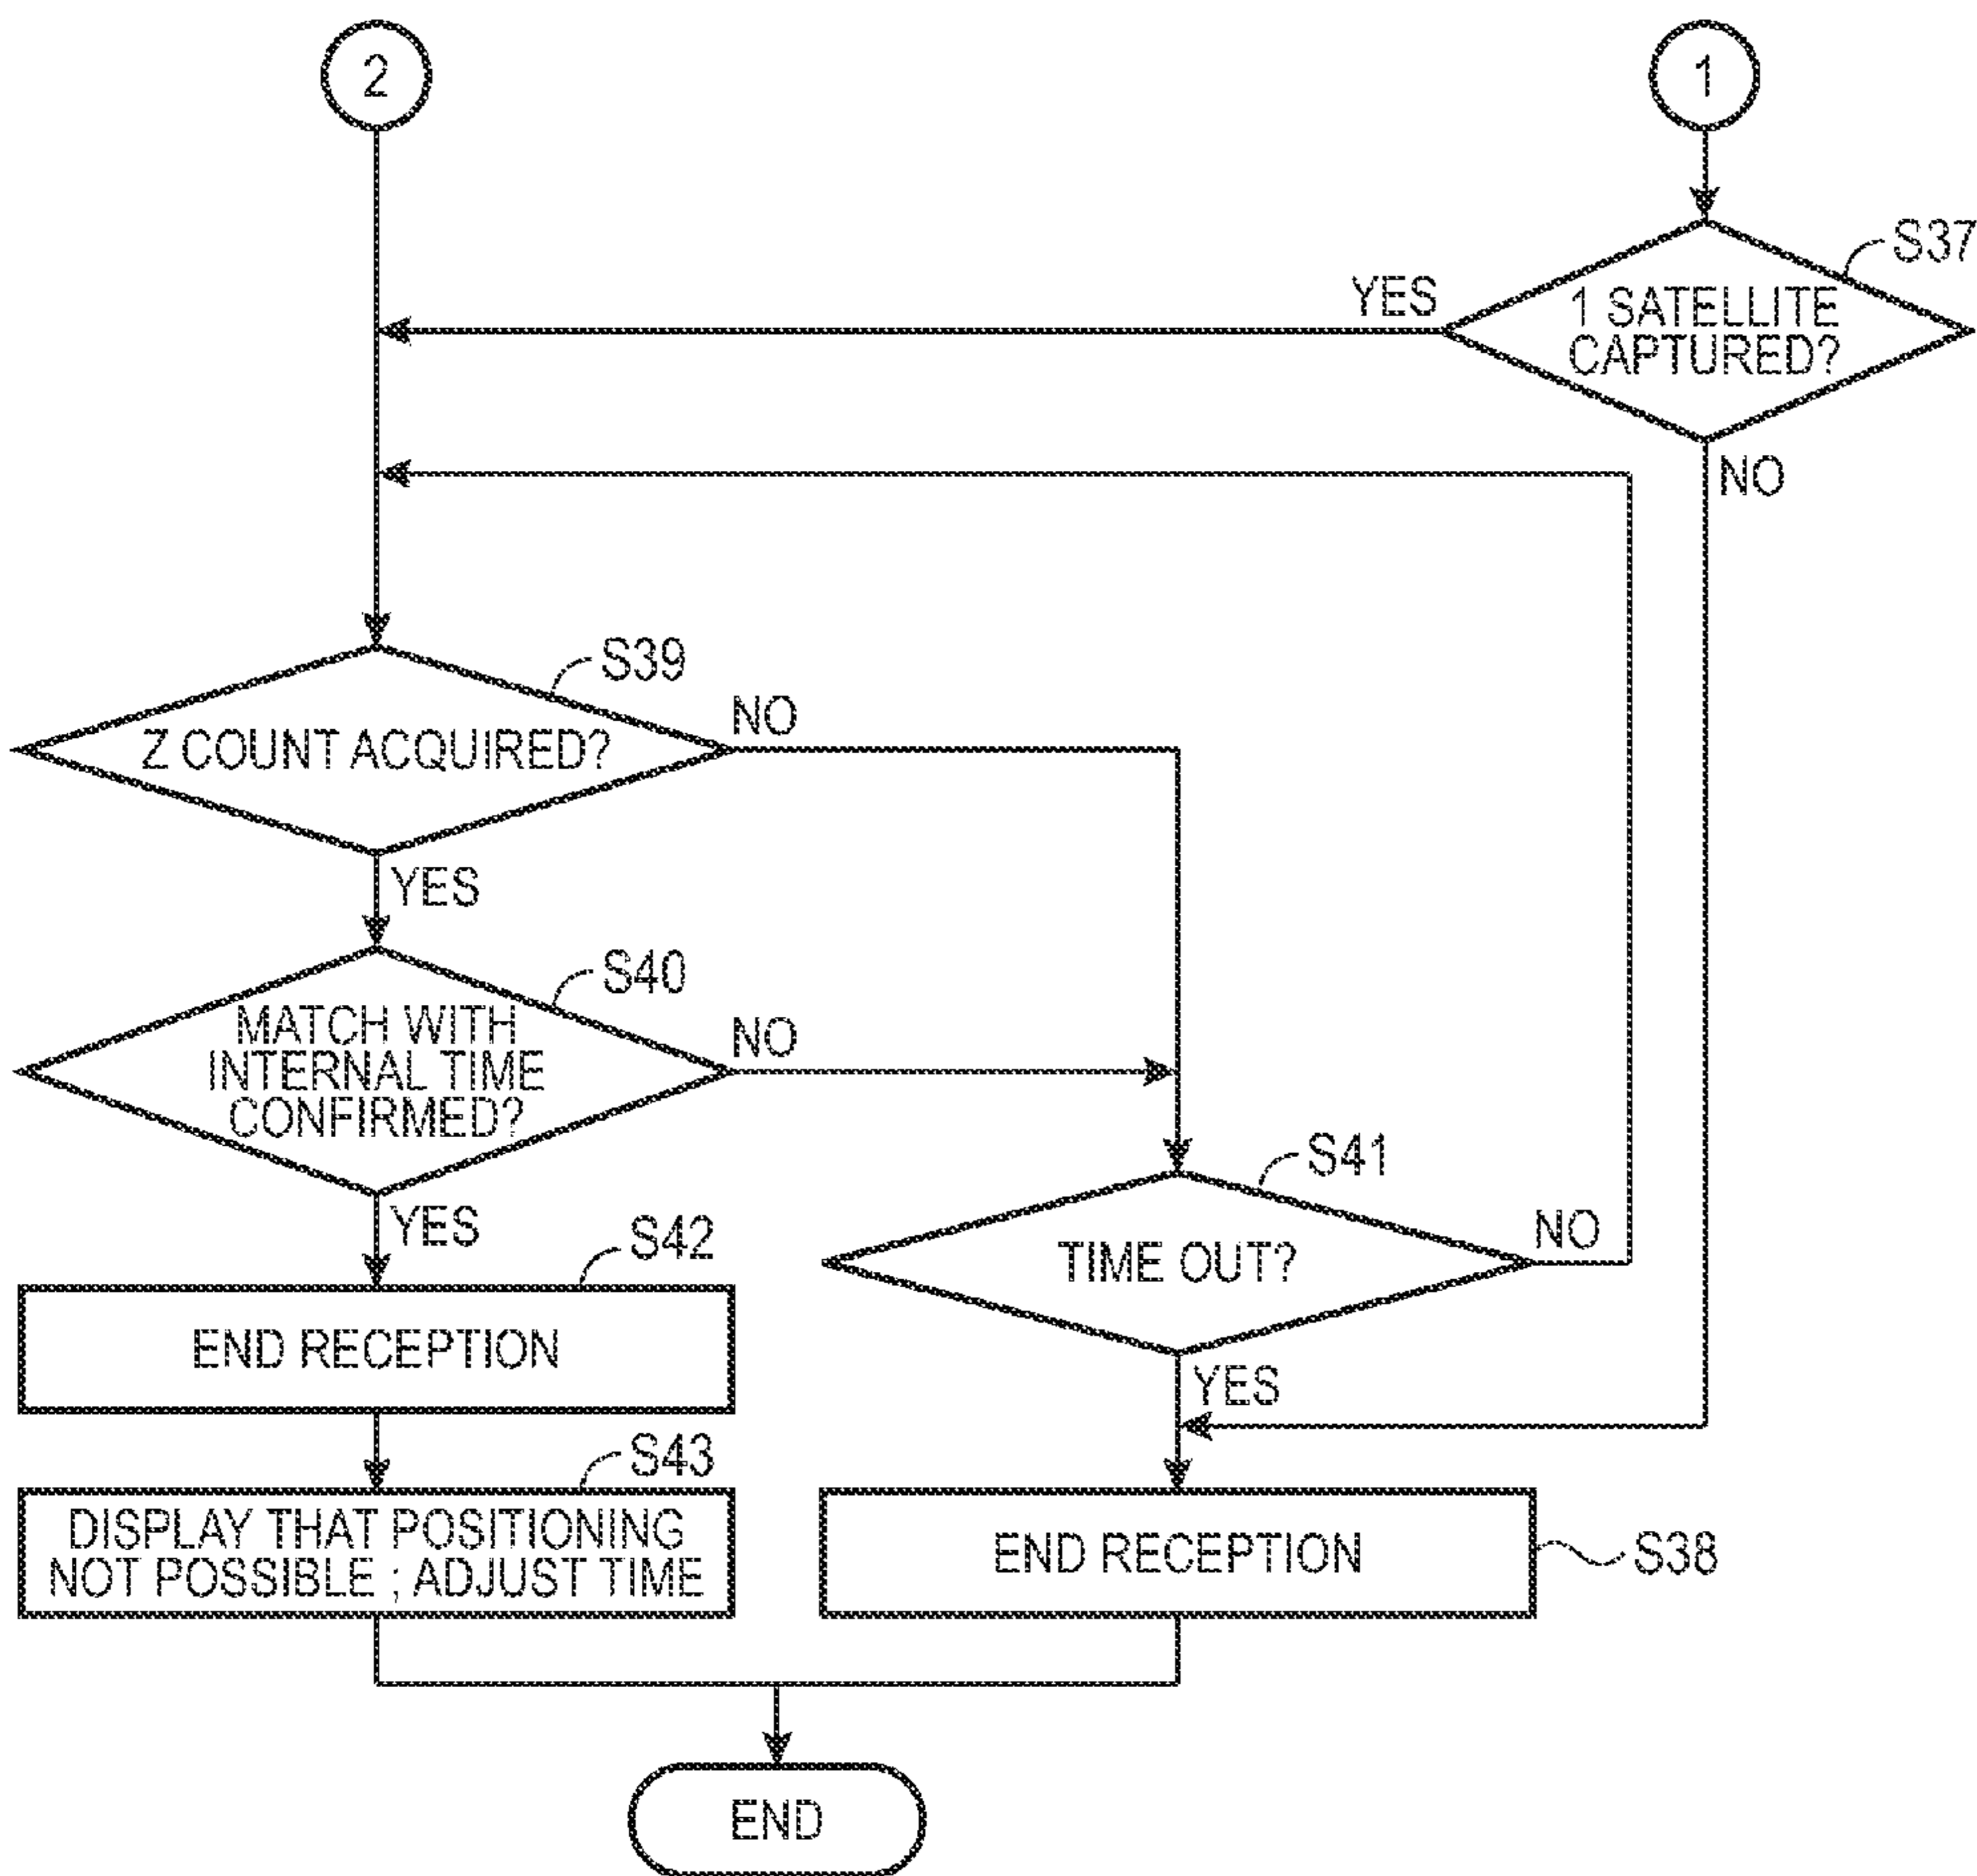 2
1
S37
YES
1 SATELLITE
CAPTURED?
NO
S39
NO
Z COUNT ACQUIRED?
YES
S40
MATCH WITH
INTERNAL TIME
CONFIRMED?
NO
S41
YES
S42
NO
TIME OUT?
END RECEPTION
YES
S43
DISPLAY THAT POSITIONING
NOT POSSIBLE ; ADJUST TIME
END RECEPTION
S38
END